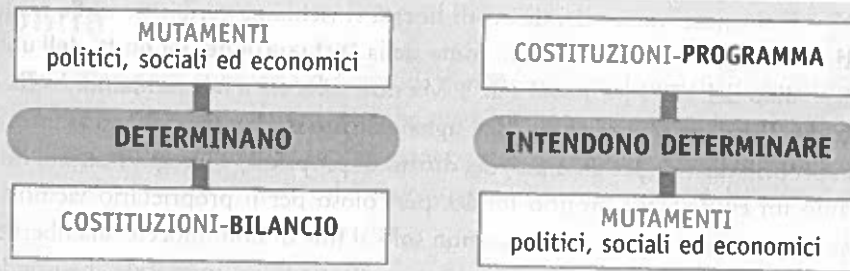 MUTAMENTI
politici, sociali ed economici
DETERMINANO
COSTITUZIONI-BILANCIO
COSTITUZIONI-PROGRAMMA
INTENDONO DETERMINARE
MUTAMENTI
politici, sociali ed economici